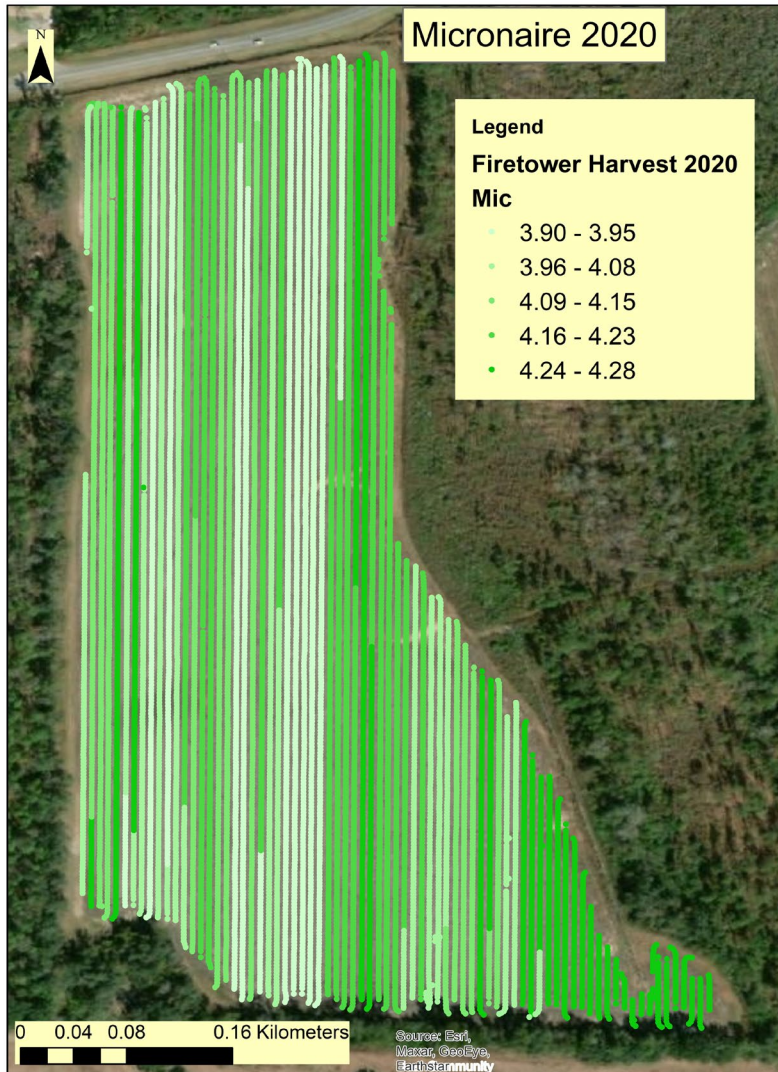 Micronaire 2020
N
Legend
Firetower Harvest 2020
Mic
3.90 - 3.95
3.96 - 4.08
4.09 - 4.15
4.16 - 4.23
4.24 - 4.28
0 0.04 0.08 0.16 Kilometers
Source: Esri,
Maxar, GeoEye,